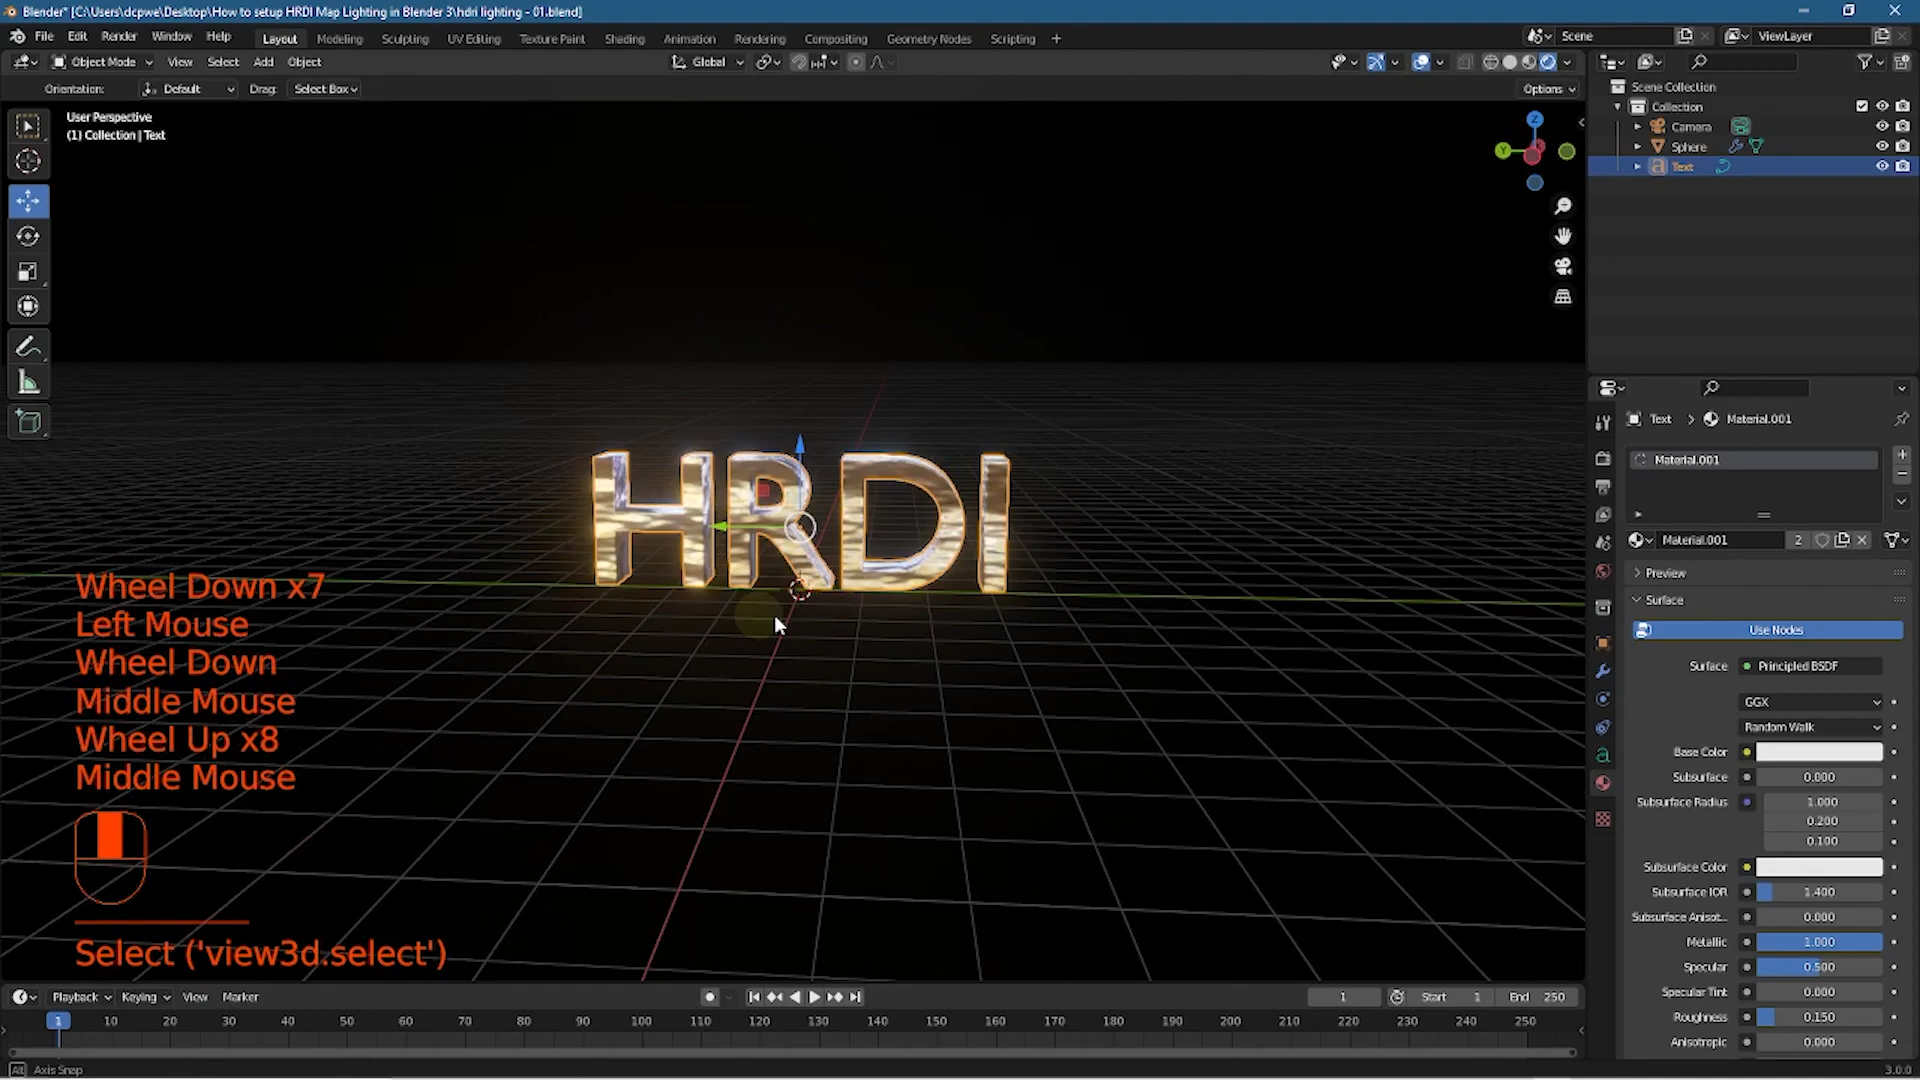 Blender* [C:\Users\dcpwe\Desktop\How to setup HRDI Map Lighting in Blender 3\hdri lighting - 01.blend]
File Edit Render Window Help Layout Modeling Sculpting UV Editing Texture Paint Shading Animation Rendering Compositing Geometry Nodes Scripting + Scene ViewLayer
Object Mode View Select Add Object Global
Orientation: Default Drag: Select Box Options
User Perspective
(1) Collection | Text
Z
Y
Scene Collection
Collection
Camera
Sphere
Text
HRDI
Wheel Down x7
Left Mouse
Wheel Down
Middle Mouse
Wheel Up x8
Middle Mouse
Select ('view3d.select')
Text > Material.001
Material.001
Material.001 2
Preview
Surface
Use Nodes
Surface Principled BSDF
GGX
Random Walk
Base Color
Subsurface 0.000
Subsurface Radius 1.000
0.200
0.100
Subsurface Color
Subsurface IOR 1.400
Subsurface Anisot... 0.000
Metallic 1.000
Specular 0.500
Specular Tint 0.000
Roughness 0.150
Anisotropic 0.000
Playback Keying View Marker 1 Start 1 End 250
1 10 20 30 40 50 60 70 80 90 100 110 120 130 140 150 160 170 180 190 200 210 220 230 240 250
Alt Axis Snap 3.0.0